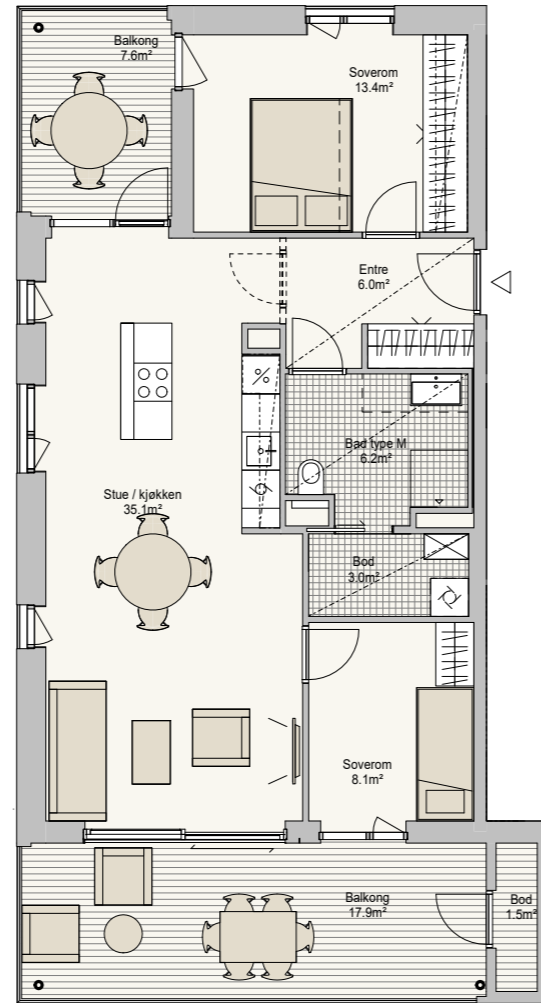 Balkong
7.6m²
Soverom
13.4m²
Entre
6.0m²
Bad type M
6.2m²
Stue / kjøkken
35.1m²
Bod
3.0m²
Soverom
8.1m²
Balkong
17.9m²
Bod
1.5m²